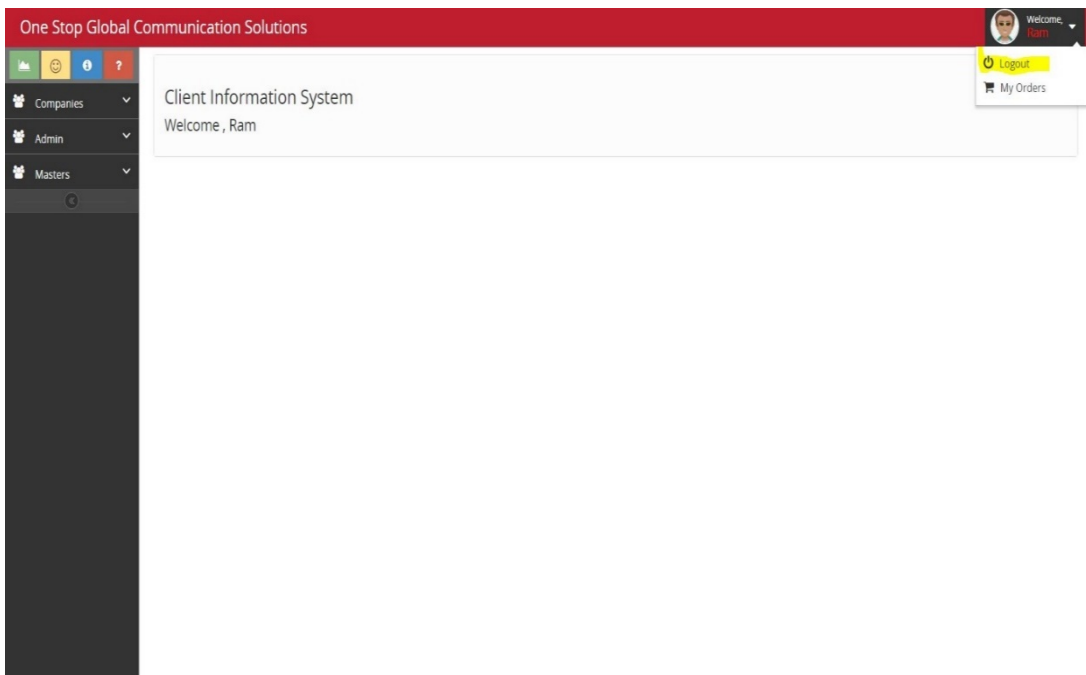 One Stop Global Communication Solutions
Welcome,
Ram
Logout
My Orders
?
Companies
Admin
Masters
Client Information System
Welcome , Ram